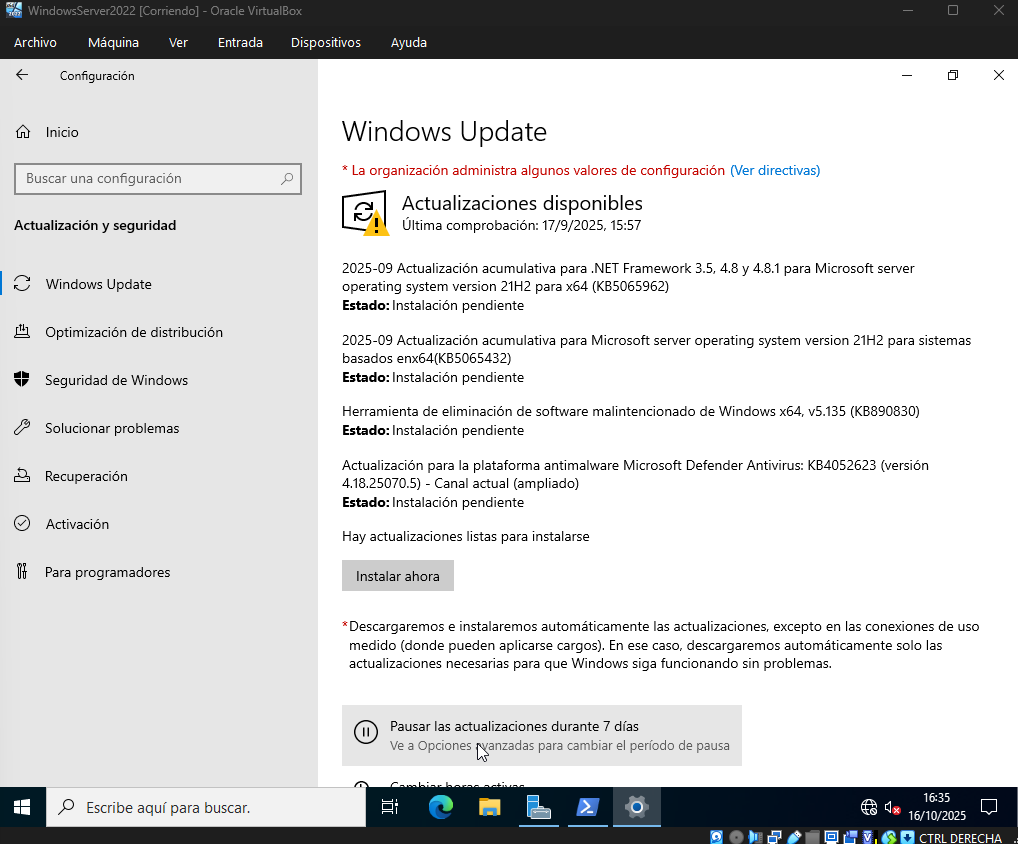 WindowsServer2022 [Corriendo] - Oracle VirtualBox
Archivo Máquina Ver Entrada Dispositivos Ayuda
Configuración
Inicio
Buscar una configuración
Actualización y seguridad
Windows Update
Optimización de distribución
Seguridad de Windows
Solucionar problemas
Recuperación
Activación
Para programadores
Windows Update
* La organización administra algunos valores de configuración (Ver directivas)
Actualizaciones disponibles
Última comprobación: 17/9/2025, 15:57
2025-09 Actualización acumulativa para .NET Framework 3.5, 4.8 y 4.8.1 para Microsoft server
operating system version 21H2 para x64 (KB5065962)
Estado: Instalación pendiente
2025-09 Actualización acumulativa para Microsoft server operating system version 21H2 para sistemas
basados enx64(KB5065432)
Estado: Instalación pendiente
Herramienta de eliminación de software malintencionado de Windows x64, v5.135 (KB890830)
Estado: Instalación pendiente
Actualización para la plataforma antimalware Microsoft Defender Antivirus: KB4052623 (versión
4.18.25070.5) - Canal actual (ampliado)
Estado: Instalación pendiente
Hay actualizaciones listas para instalarse
Instalar ahora
*Descargaremos e instalaremos automáticamente las actualizaciones, excepto en las conexiones de uso
medido (donde pueden aplicarse cargos). En ese caso, descargaremos automáticamente solo las
actualizaciones necesarias para que Windows siga funcionando sin problemas.
Pausar las actualizaciones durante 7 días
Ve a Opciones avanzadas para cambiar el período de pausa
Cambiar horas activas
Escribe aquí para buscar.
16:35
16/10/2025
CTRL DERECHA